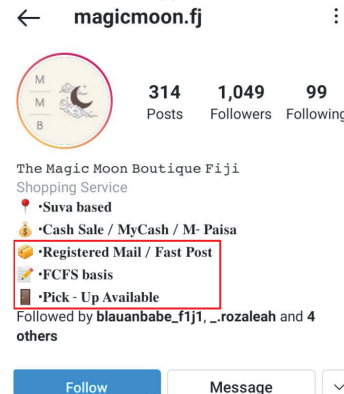 magicmoon.fj
M
M
B
314 1,049 99
Posts Followers Following
The Magic Moon Boutique Fiji
Shopping Service
•Suva based
•Cash Sale / MyCash / M- Paisa
•Registered Mail / Fast Post
•FCFS basis
•Pick - Up Available
Followed by blauanbabe_f1j1, _.rozaleah and 4
others
Follow Message